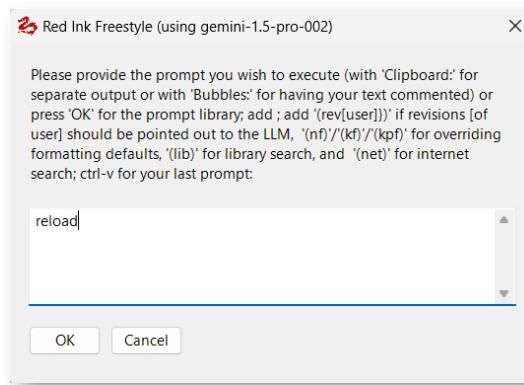 Red Ink Freestyle (using gemini-1.5-pro-002)
Please provide the prompt you wish to execute (with 'Clipboard:' for
separate output or with 'Bubbles:' for having your text commented) or
press 'OK' for the prompt library; add ; add '(rev[user]})' if revisions [of
user] should be pointed out to the LLM,  '(nf)'/'(kf)'/'(kpf)' for overriding
formatting defaults, '(lib)' for library search, and  '(net)' for internet
search; ctrl-v for your last prompt:
reload
OK Cancel